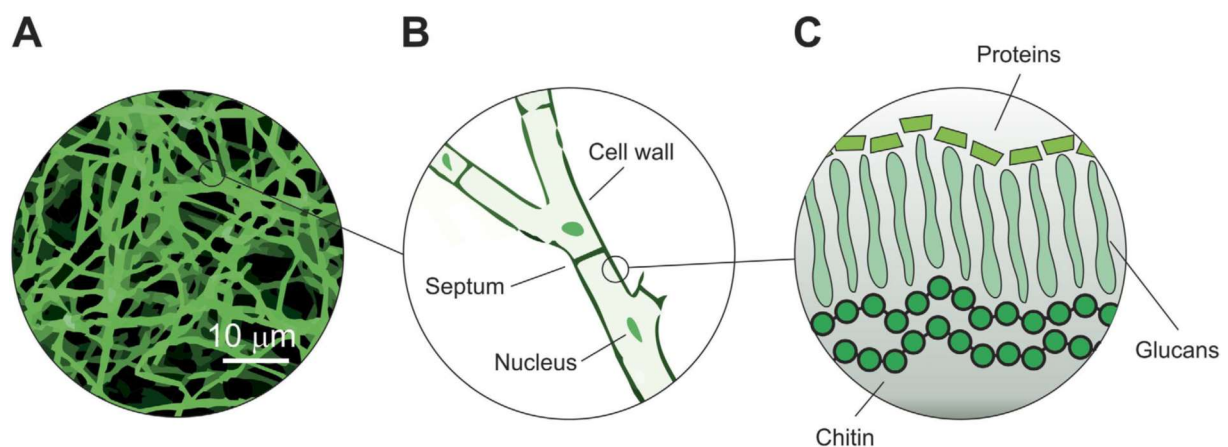 A
B
C
10 μm
Cell wall
Septum
Nucleus
Proteins
Glucans
Chitin